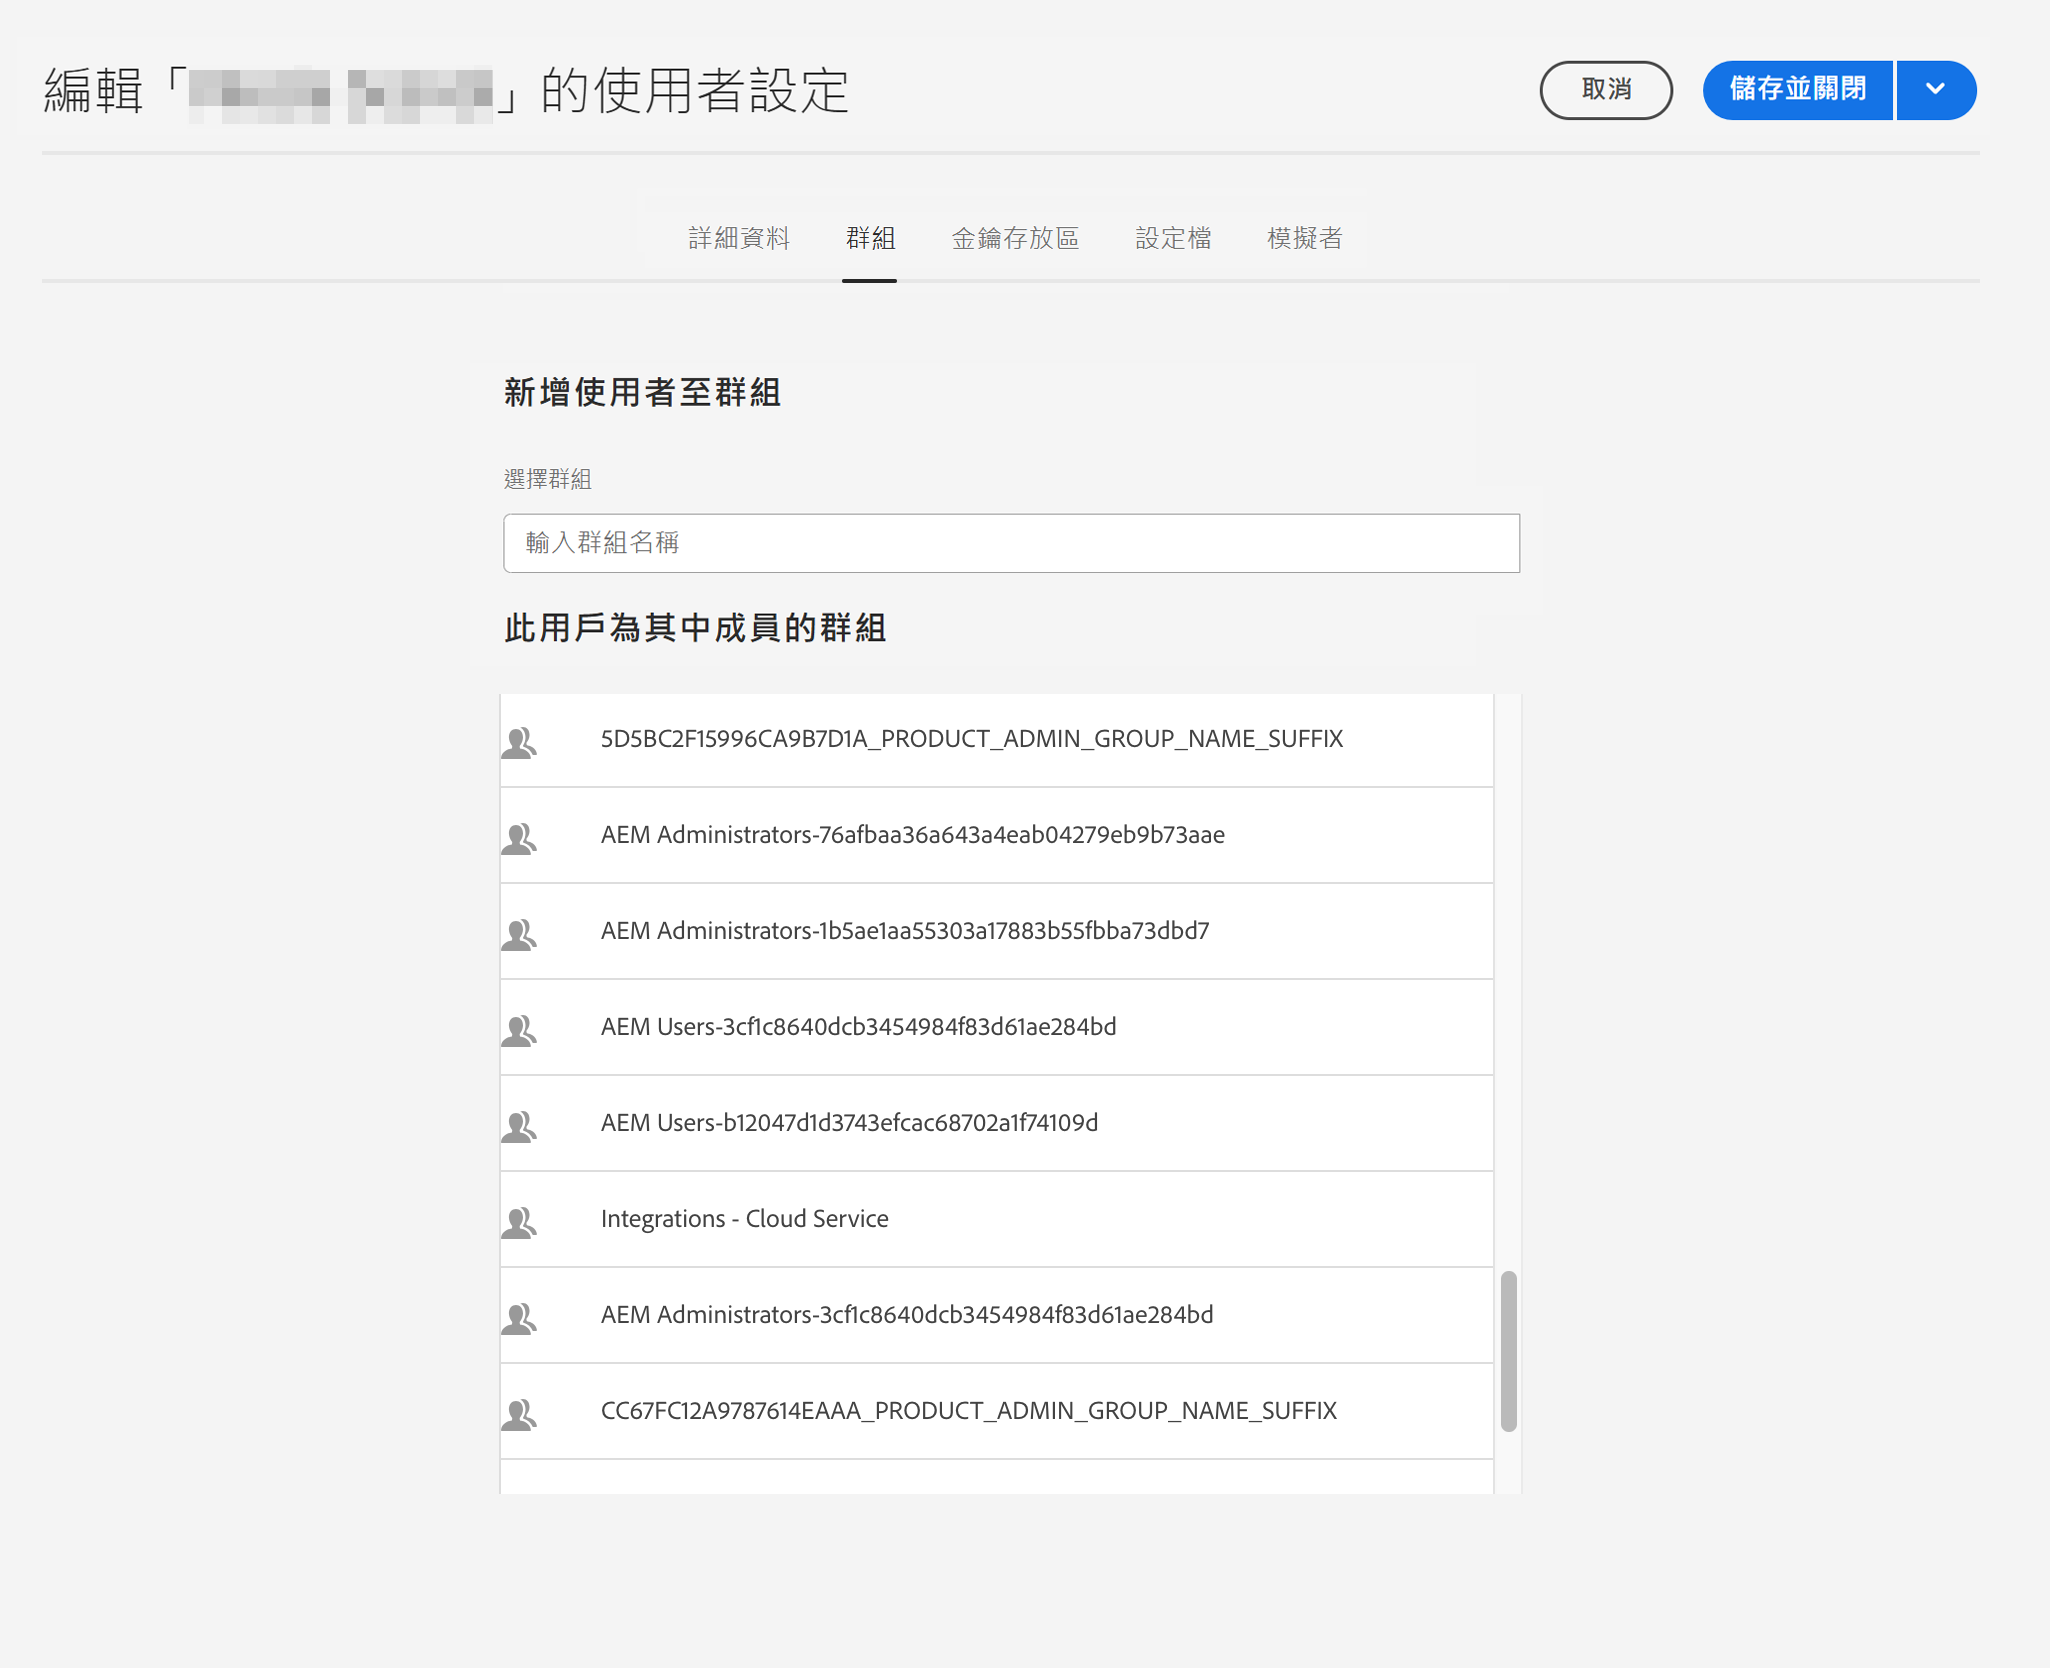 編輯「」的使用者設定
取消
儲存並關閉
詳細資料 群組 金鑰存放區 設定檔 模擬者
新增使用者至群組
選擇群組
輸入群組名稱
此用戶為其中成員的群組
5D5BC2F15996CA9B7D1A_PRODUCT_ADMIN_GROUP_NAME_SUFFIX
AEM Administrators-76afbaa36a643a4eab04279eb9b73aae
AEM Administrators-1b5ae1aa55303a17883b55fbba73dbd7
AEM Users-3cf1c8640dcb3454984f83d61ae284bd
AEM Users-b12047d1d3743efcac68702a1f74109d
Integrations - Cloud Service
AEM Administrators-3cf1c8640dcb3454984f83d61ae284bd
CC67FC12A9787614EAAA_PRODUCT_ADMIN_GROUP_NAME_SUFFIX